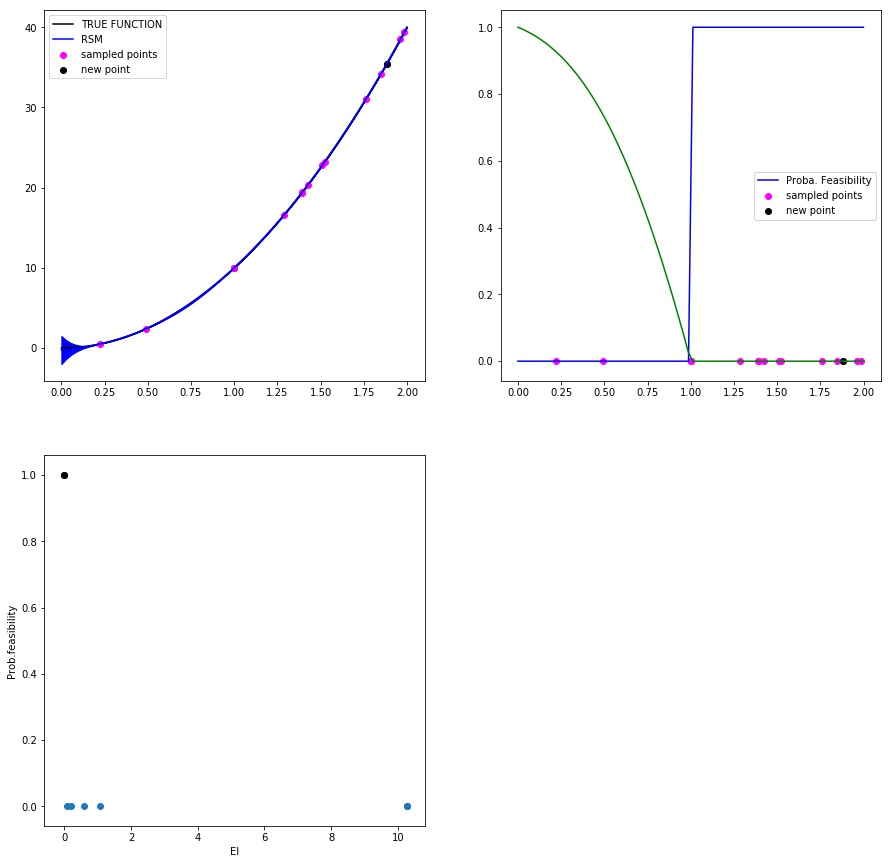 TRUE FUNCTION
RSM
sampled points
new point
40
30
20
10
0
0.00 0.25 0.50 0.75 1.00 1.25 1.50 1.75 2.00
1.0
0.8
0.6
0.4
0.2
0.0
Proba. Feasibility
sampled points
new point
0.00 0.25 0.50 0.75 1.00 1.25 1.50 1.75 2.00
Prob.feasibility
1.0
0.8
0.6
0.4
0.2
0.0
0 2 4 6 8 10
EI